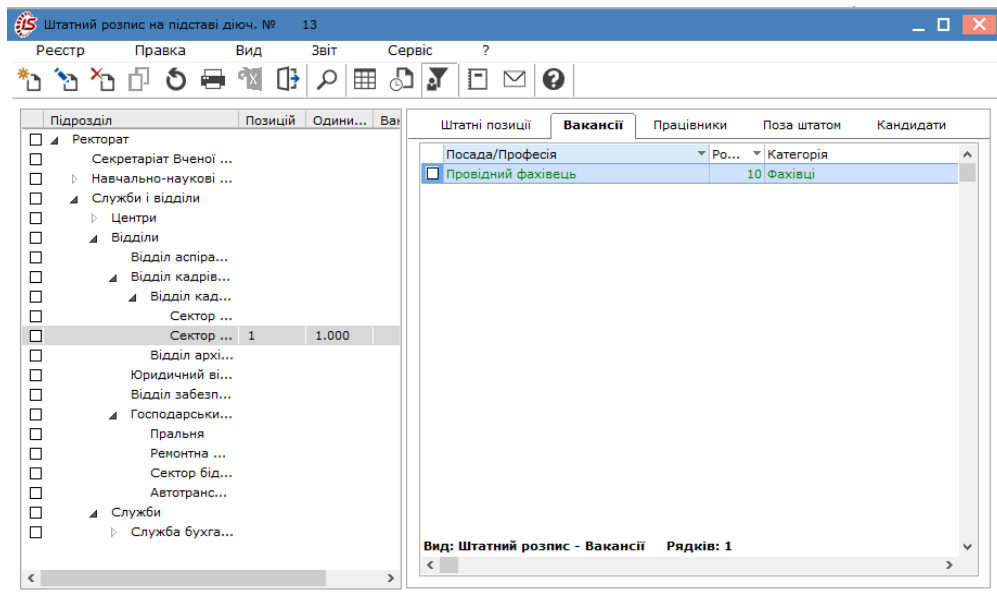 Штатний розпис на підставі діюч. № 13
Реєстр Правка Вид Звіт Сервіс ?
Підрозділ Позицій Одини... Вак
Ректорат
Секретаріат Вченої ...
Навчально-наукові ...
Служби і відділи
Центри
Відділи
Відділ аспіра...
Відділ кадрів...
Відділ кад...
Сектор ...
Сектор ... 1 1.000
Відділ архі...
Юридичний ві...
Відділ забезп...
Господарськи...
Пральня
Ремонтна ...
Сектор бід...
Автотранс...
Служби
Служба бухга...
Штатні позиції Вакансії Працівники Поза штатом Кандидати
Посада/Професія Ро... Категорія
Провідний фахівець 10 Фахівці
Вид: Штатний розпис - Вакансії Рядків: 1